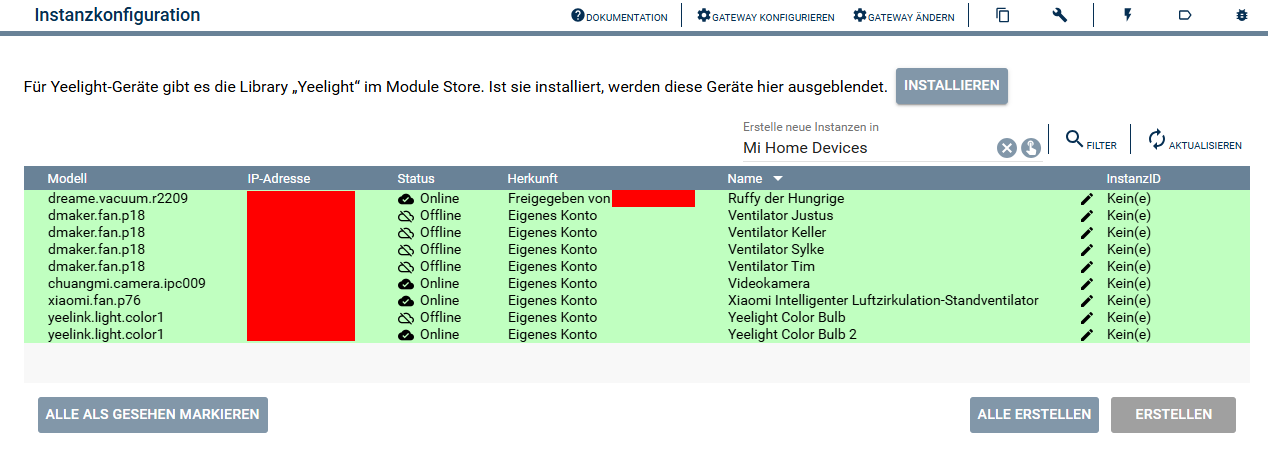 Instanzkonfiguration
DOKUMENTATION GATEWAY KONFIGURIEREN GATEWAY ÄNDERN
Für Yeelight-Geräte gibt es die Library „Yeelight“ im Module Store. Ist sie installiert, werden diese Geräte hier ausgeblendet. INSTALLIEREN
Erstelle neue Instanzen in
Mi Home Devices
FILTER AKTUALISIEREN
Modell IP-Adresse Status Herkunft Name InstanzID
dreame.vacuum.r2209 Online Freigegeben von Ruffy der Hungrige Kein(e)
dmaker.fan.p18 Offline Eigenes Konto Ventilator Justus Kein(e)
dmaker.fan.p18 Offline Eigenes Konto Ventilator Keller Kein(e)
dmaker.fan.p18 Offline Eigenes Konto Ventilator Sylke Kein(e)
dmaker.fan.p18 Offline Eigenes Konto Ventilator Tim Kein(e)
chuangmi.camera.ipc009 Online Eigenes Konto Videokamera Kein(e)
xiaomi.fan.p76 Online Eigenes Konto Xiaomi Intelligenter Luftzirkulation-Standventilator Kein(e)
yeelink.light.color1 Offline Eigenes Konto Yeelight Color Bulb Kein(e)
yeelink.light.color1 Online Eigenes Konto Yeelight Color Bulb 2 Kein(e)
ALLE ALS GESEHEN MARKIEREN ALLE ERSTELLEN ERSTELLEN